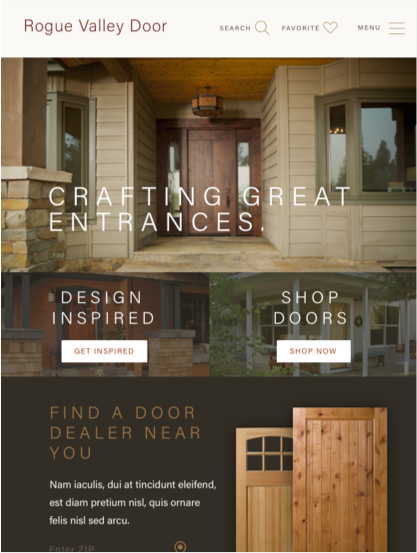 Rogue Valley Door
SEARCH
FAVORITE
MENU
CRAFTING GREAT
ENTRANCES.
DESIGN
INSPIRED
GET INSPIRED
SHOP
DOORS
SHOP NOW
FIND A DOOR
DEALER NEAR
YOU
Nam iaculis, dui at tincidunt eleifend,
est diam pretium nisl, quis ornare
felis nisl sed arcu.
Enter ZIP